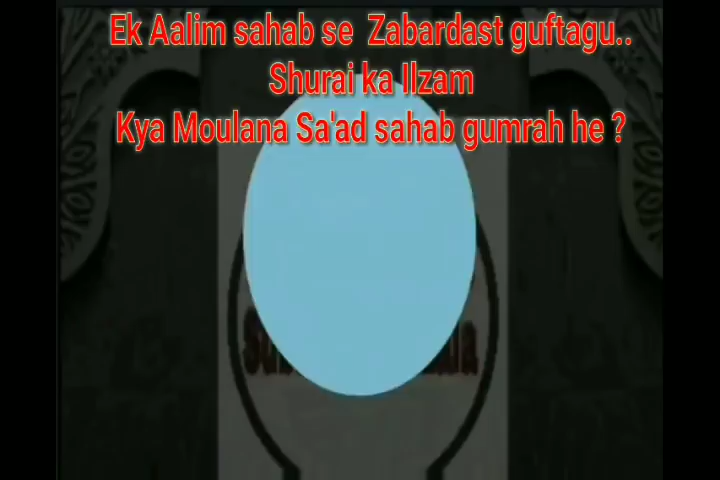 Ek Aalim sahab se Zabardast guftagu..
Shurai ka Ilzam
Kya Moulana Sa'ad sahab gumrah he ?